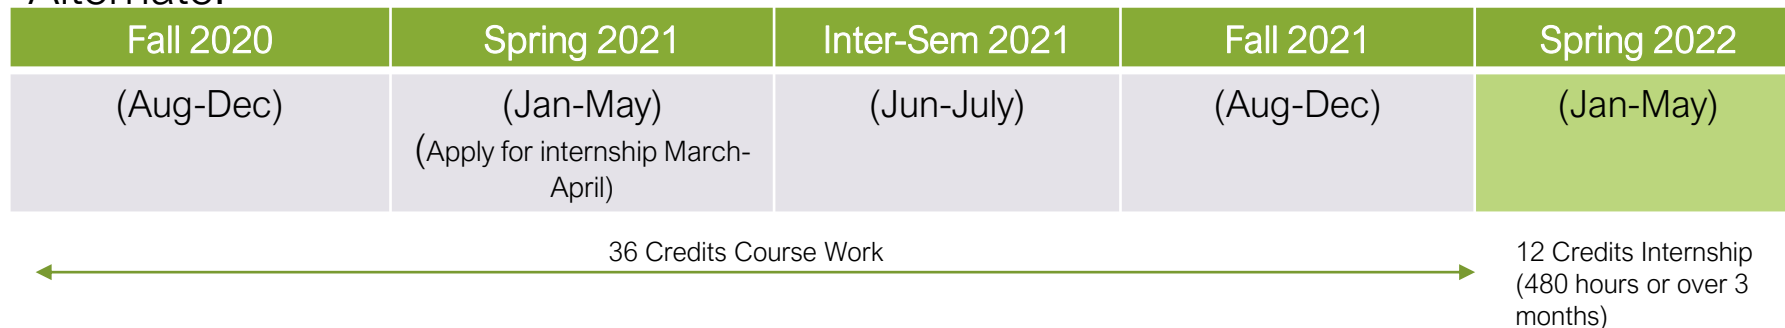 Alternate:
Fall 2020
Spring 2021
Inter-Sem 2021
Fall 2021
Spring 2022
(Aug-Dec)
(Jan-May)
(Apply for internship March-
April)
(Jun-July)
(Aug-Dec)
(Jan-May)
36 Credits Course Work
12 Credits Internship
(480 hours or over 3
months)